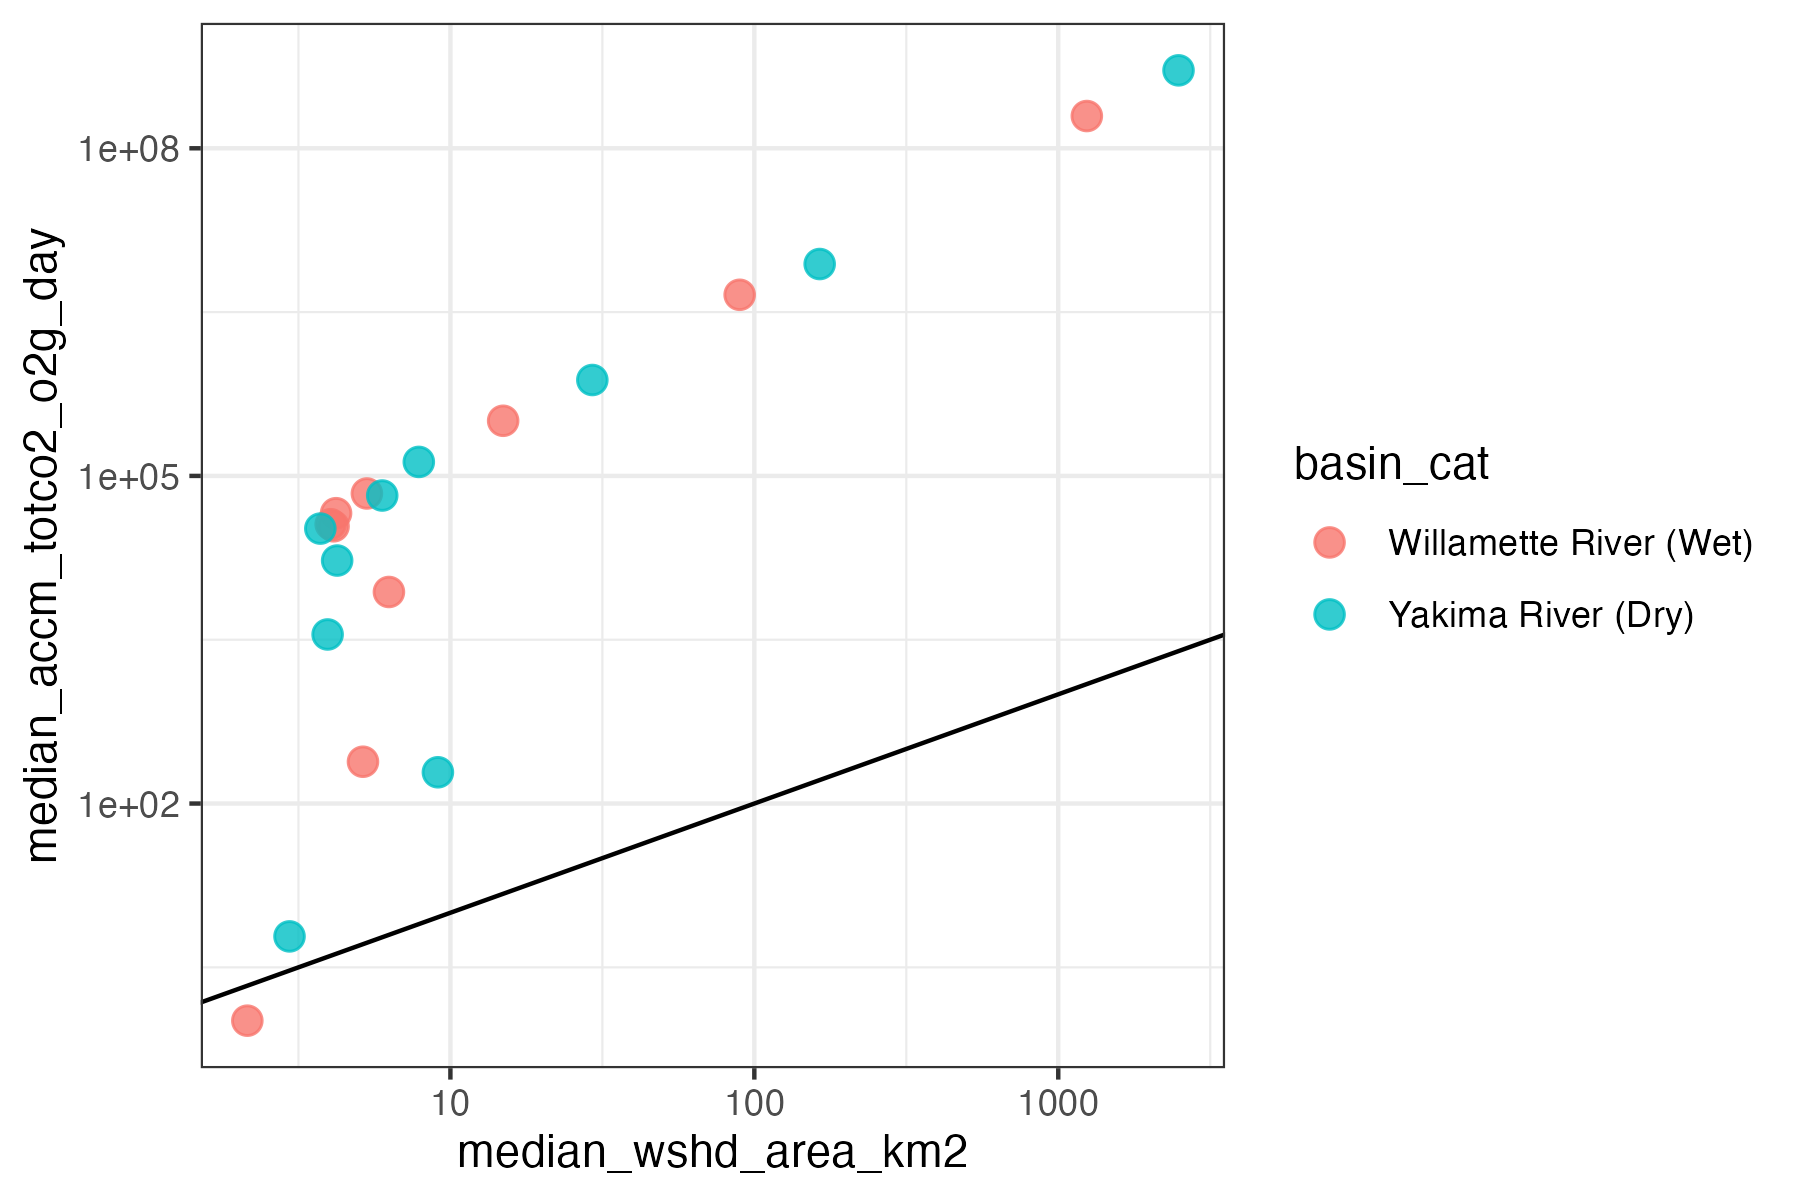 median_accm_totco2_o2g_day
1e+08
1e+05
1e+02
10 100 1000
median_wshd_area_km2
basin_cat
Willamette River (Wet)
Yakima River (Dry)